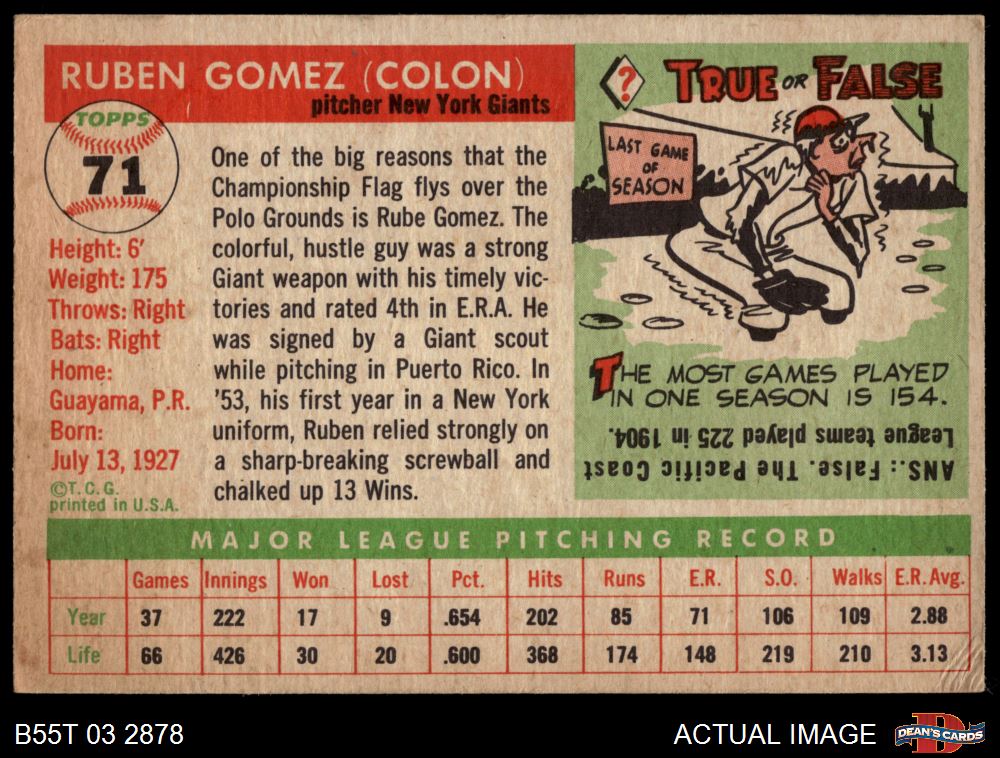 RUBEN GOMEZ (COLON)
pitcher New York Giants
TOPPS
71
Height: 6'
Weight: 175
Throws: Right
Bats: Right
Home:
Guayama, P.R.
Born:
July 13, 1927
©T.C.G.
printed in U.S.A.
One of the big reasons that the
Championship Flag flys over the
Polo Grounds is Rube Gomez. The
colorful, hustle guy was a strong
Giant weapon with his timely vic-
tories and rated 4th in E.R.A. He
was signed by a Giant scout
while pitching in Puerto Rico. In
'53, his first year in a New York
uniform, Ruben relied strongly on
a sharp-breaking screwball and
chalked up 13 Wins.
? TRUE OR FALSE
LAST GAME
OF
SEASON
THE MOST GAMES PLAYED
IN ONE SEASON IS 154.
ANS.: False. The Pacific Coast
League teams played 225 in 1904.
MAJOR LEAGUE PITCHING RECORD
Games Innings Won Lost Pct. Hits Runs E.R. S.O. Walks E.R.Avg.
Year 37 222 17 9 .654 202 85 71 106 109 2.88
Life 66 426 30 20 .600 368 174 148 219 210 3.13
B55T 03 2878
ACTUAL IMAGE
D
DEAN'S CARDS